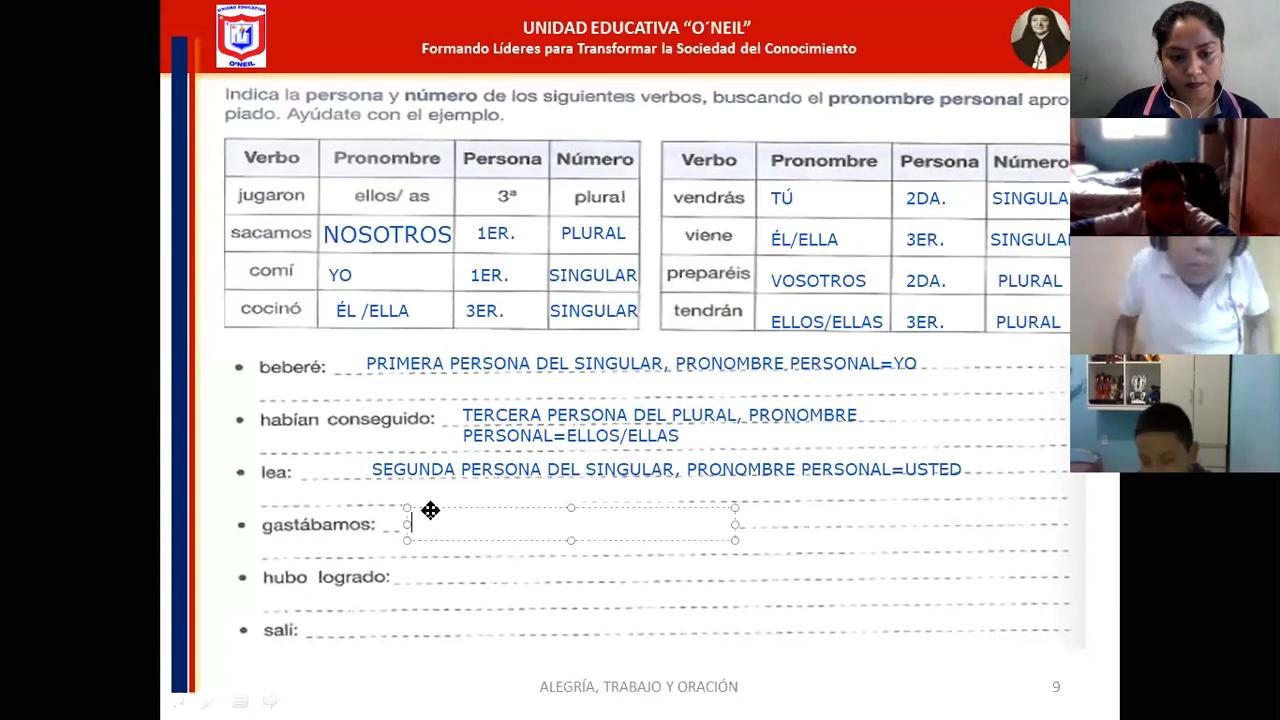 UNIDAD EDUCATIVA
O'NEIL
UNIDAD EDUCATIVA “O´NEIL”
Formando Líderes para Transformar la Sociedad del Conocimiento
Indica la persona y número de los siguientes verbos, buscando el pronombre personal apro
piado. Ayúdate con el ejemplo.
Verbo Pronombre Persona Número
jugaron ellos/ as 3ª plural
sacamos NOSOTROS 1ER. PLURAL
comí YO 1ER. SINGULAR
cocinó ÉL /ELLA 3ER. SINGULAR
Verbo Pronombre Persona Número
vendrás TÚ 2DA. SINGULA
viene ÉL/ELLA 3ER. SINGULA
preparéis VOSOTROS 2DA. PLURAL
tendrán ELLOS/ELLAS 3ER. PLURAL
• beberé: PRIMERA PERSONA DEL SINGULAR, PRONOMBRE PERSONAL=YO
• habían conseguido: TERCERA PERSONA DEL PLURAL, PRONOMBRE
PERSONAL=ELLOS/ELLAS
• lea: SEGUNDA PERSONA DEL SINGULAR, PRONOMBRE PERSONAL=USTED
• gastábamos:
• hubo logrado:
• salí:
ALEGRÍA, TRABAJO Y ORACIÓN 9